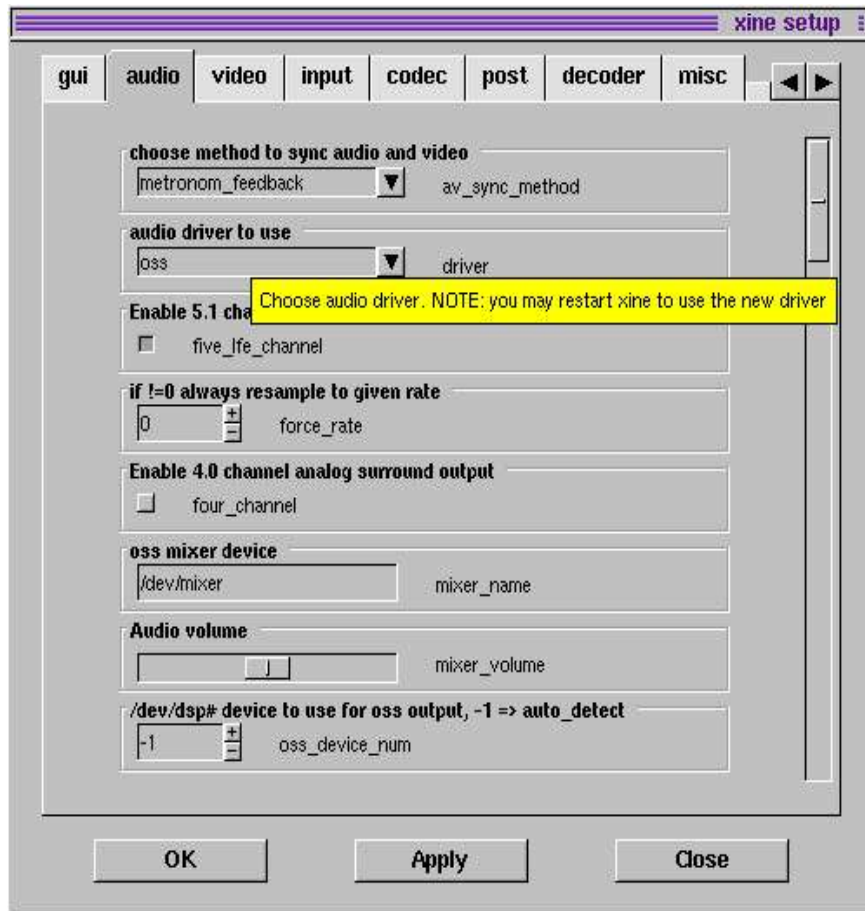 xine setup
gui audio video input codec post decoder misc
choose method to sync audio and video
metronom_feedback av_sync_method
audio driver to use
oss driver
Choose audio driver. NOTE: you may restart xine to use the new driver
Enable 5.1 cha
five_lfe_channel
if !=0 always resample to given rate
0 force_rate
Enable 4.0 channel analog surround output
four_channel
oss mixer device
/dev/mixer mixer_name
Audio volume
mixer_volume
/dev/dsp# device to use for oss output, -1 => auto_detect
-1 oss_device_num
OK Apply Close